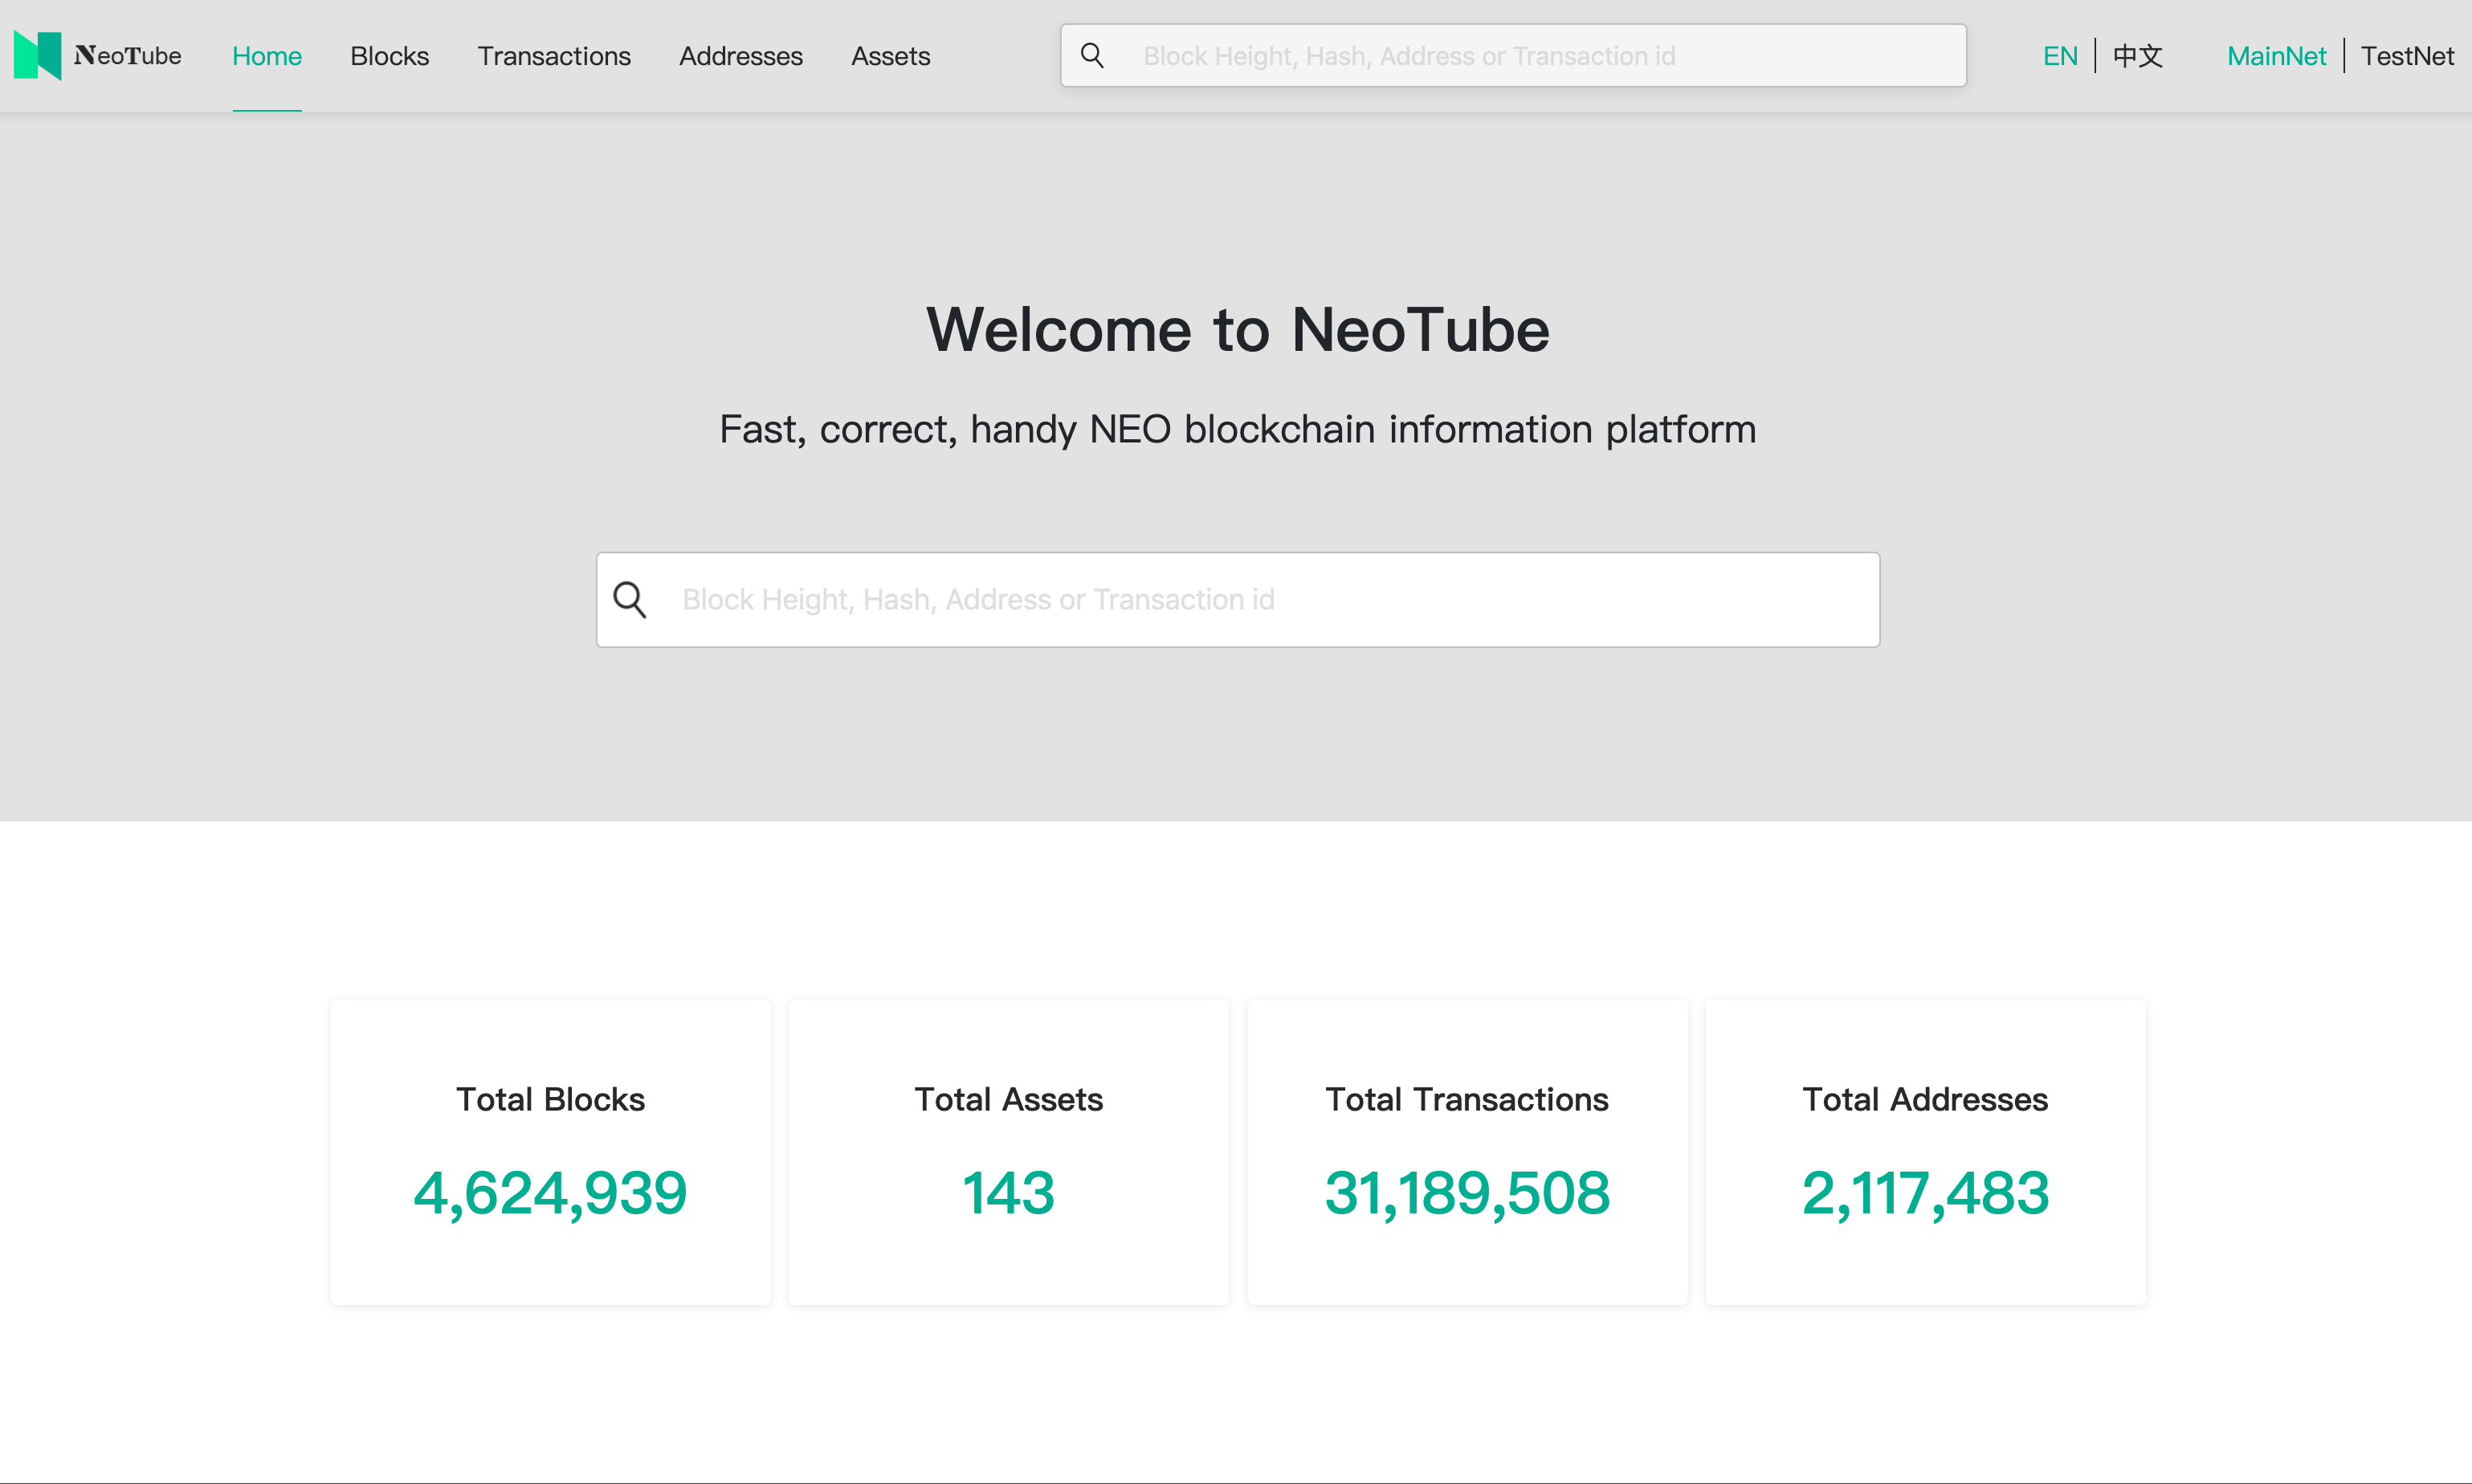 NeoTube Home Blocks Transactions Addresses Assets Block Height, Hash, Address or Transaction id EN 中文 MainNet TestNet
Welcome to NeoTube
Fast, correct, handy NEO blockchain information platform
Block Height, Hash, Address or Transaction id
Total Blocks Total Assets Total Transactions Total Addresses
4,624,939 143 31,189,508 2,117,483